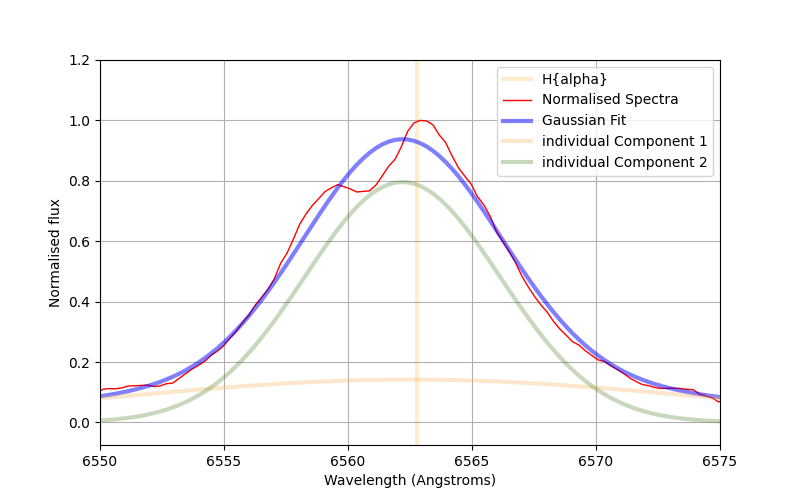 1.2
1.0
0.8
0.6
0.4
0.2
0.0
Normalised flux
H{alpha}
Normalised Spectra
Gaussian Fit
individual Component 1
individual Component 2
6550 6555 6560 6565 6570 6575
Wavelength (Angstroms)